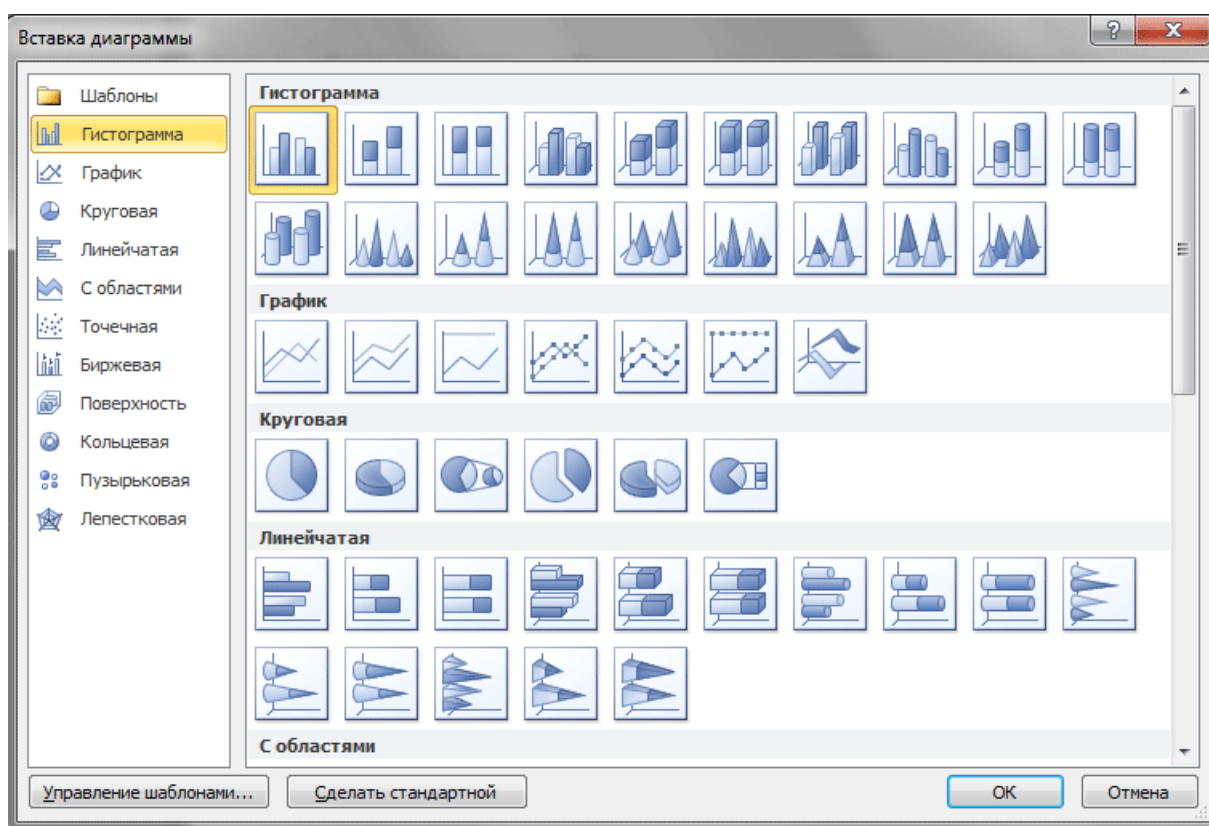 Вставка диаграммы
Шаблоны
Гистограмма
График
Круговая
Линейчатая
С областями
Точечная
Биржевая
Поверхность
Кольцевая
Пузырьковая
Лепестковая
Гистограмма
График
Круговая
Линейчатая
С областями
Управление шаблонами...
Сделать стандартной
ОК
Отмена